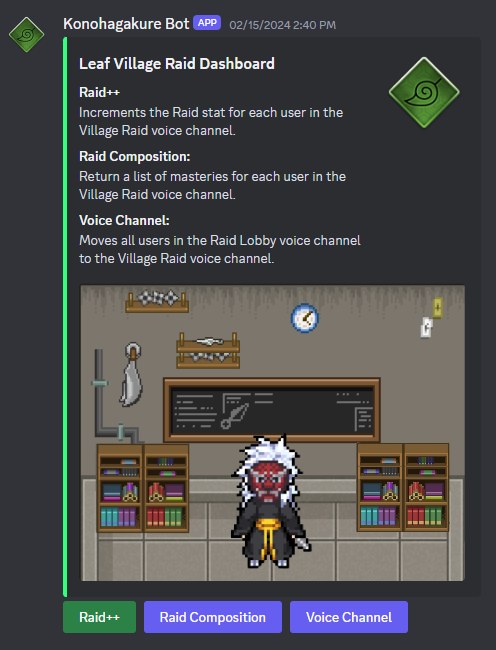 Konohagakure Bot APP 02/15/2024 2:40 PM
Leaf Village Raid Dashboard
Raid++
Increments the Raid stat for each user in the
Village Raid voice channel.
Raid Composition:
Return a list of masteries for each user in the
Village Raid voice channel.
Voice Channel:
Moves all users in the Raid Lobby voice channel
to the Village Raid voice channel.
Raid++ Raid Composition Voice Channel